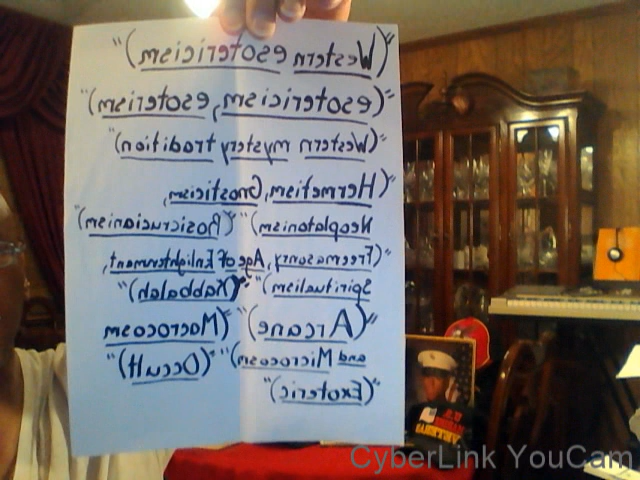 "(Western esotericism)"
"(esotericism, esoterism)"
"(Western mystery tradition)"
"(Hermetism, Gnosticism,
Neoplatonism)" "(Rosicrucianism)"
"(Freemasonry, Age of Enlightenment,
Spiritualism)" "(Kabbalah)"
"(Arcane)" "(Macrocosm
and Microcosm)" "(Occult)"
"(Exoteric)"
CyberLink YouCam